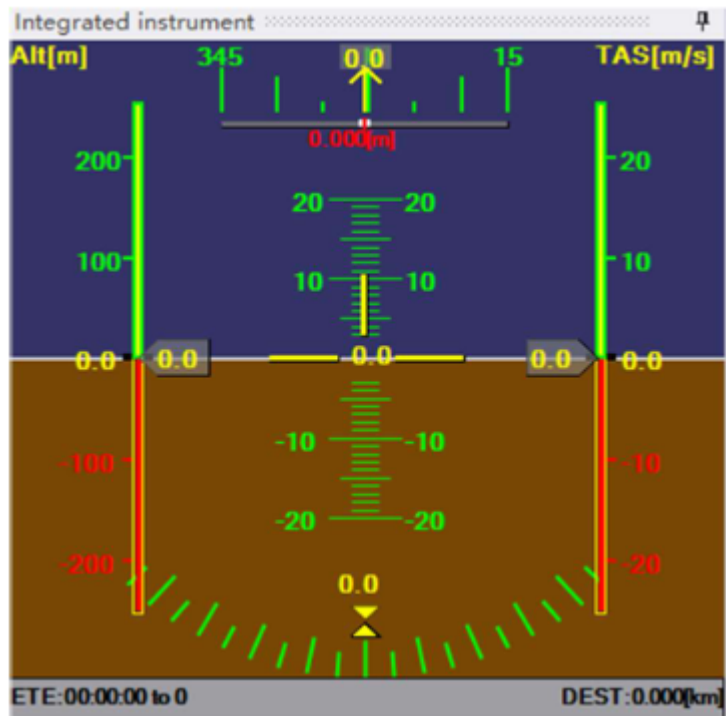 Integrated instrument
Alt[m] 345 0.0 15 TAS[m/s]
0.000[m]
200 20 20 20
100 10 10 10
0.0 0.0 0.0 0.0 0.0
-100 -10 -10 -10
-20 -20
-200 -20
0.0
ETE:00:00:00 to 0 DEST:0.000[km]